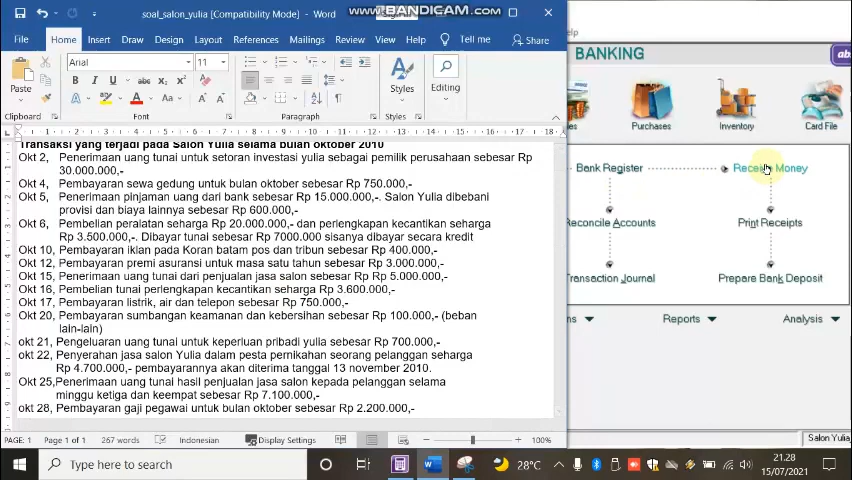 soal_salon_yulia [Compatibility Mode] - Word
www.BANDICAM.com
File Home Insert Draw Design Layout References Mailings Review View Help Tell me Share
Paste
Clipboard
Arial 11
Font
Paragraph
Styles
Styles
Editing
Transaksi yang terjadi pada Salon Yulia selama bulan oktober 2010
Okt 2, Penerimaan uang tunai untuk setoran investasi yulia sebagai pemilik perusahaan sebesar Rp
30.000.000,-
Okt 4, Pembayaran sewa gedung untuk bulan oktober sebesar Rp 750.000,-
Okt 5, Penerimaan pinjaman uang dari bank sebesar Rp 15.000.000,-. Salon Yulia dibebani
provisi dan biaya lainnya sebesar Rp 600.000,-
Okt 6, Pembelian peralatan seharga Rp 20.000.000,- dan perlengkapan kecantikan seharga
Rp 3.500.000,-. Dibayar tunai sebesar Rp 7000.000 sisanya dibayar secara kredit
Okt 10, Pembayaran iklan pada Koran batam pos dan tribun sebesar Rp 400.000,-
Okt 12, Pembayaran premi asuransi untuk masa satu tahum sebesar Rp 3.000.000,-
Okt 15, Penerimaan uang tunai dari penjualan jasa salon sebesar Rp 5.000.000,-
Okt 16, Pembelian tunai perlengkapan kecantikan seharga Rp 3.600.000,-
Okt 17, Pembayaran listrik, air dan telepon sebesar Rp 750.000,-
Okt 20, Pembayaran sumbangan keamanan dan kebersihan sebesar Rp 100.000,- (beban
lain-lain)
okt 21, Pengeluaran uang tunai untuk keperluan pribadi yulia sebesar Rp 700.000,-
okt 22, Penyerahan jasa salon Yulia dalam pesta pernikahan seorang pelanggan seharga
Rp 4.700.000,- pembayarannya akan diterima tanggal 13 november 2010.
Okt 25, Penerimaan uang tunai hasil penjualan jasa salon kepada pelanggan selama
minggu ketiga dan keempat sebesar Rp 7.100.000,-
okt 28, Pembayaran gaji pegawai untuk bulan oktober sebesar Rp 2.200.000,-
PAGE: 1 PAGE 1 OF 1 267 words Indonesian Display Settings 100%
elp
BANKING
es Purchases Inventory Card File
Bank Register Receive Money
Reconcile Accounts Print Receipts
Transaction Journal Prepare Bank Deposit
ns Reports Analysis
Salon Yulia
Type here to search
28°C
21.28
15/07/2021